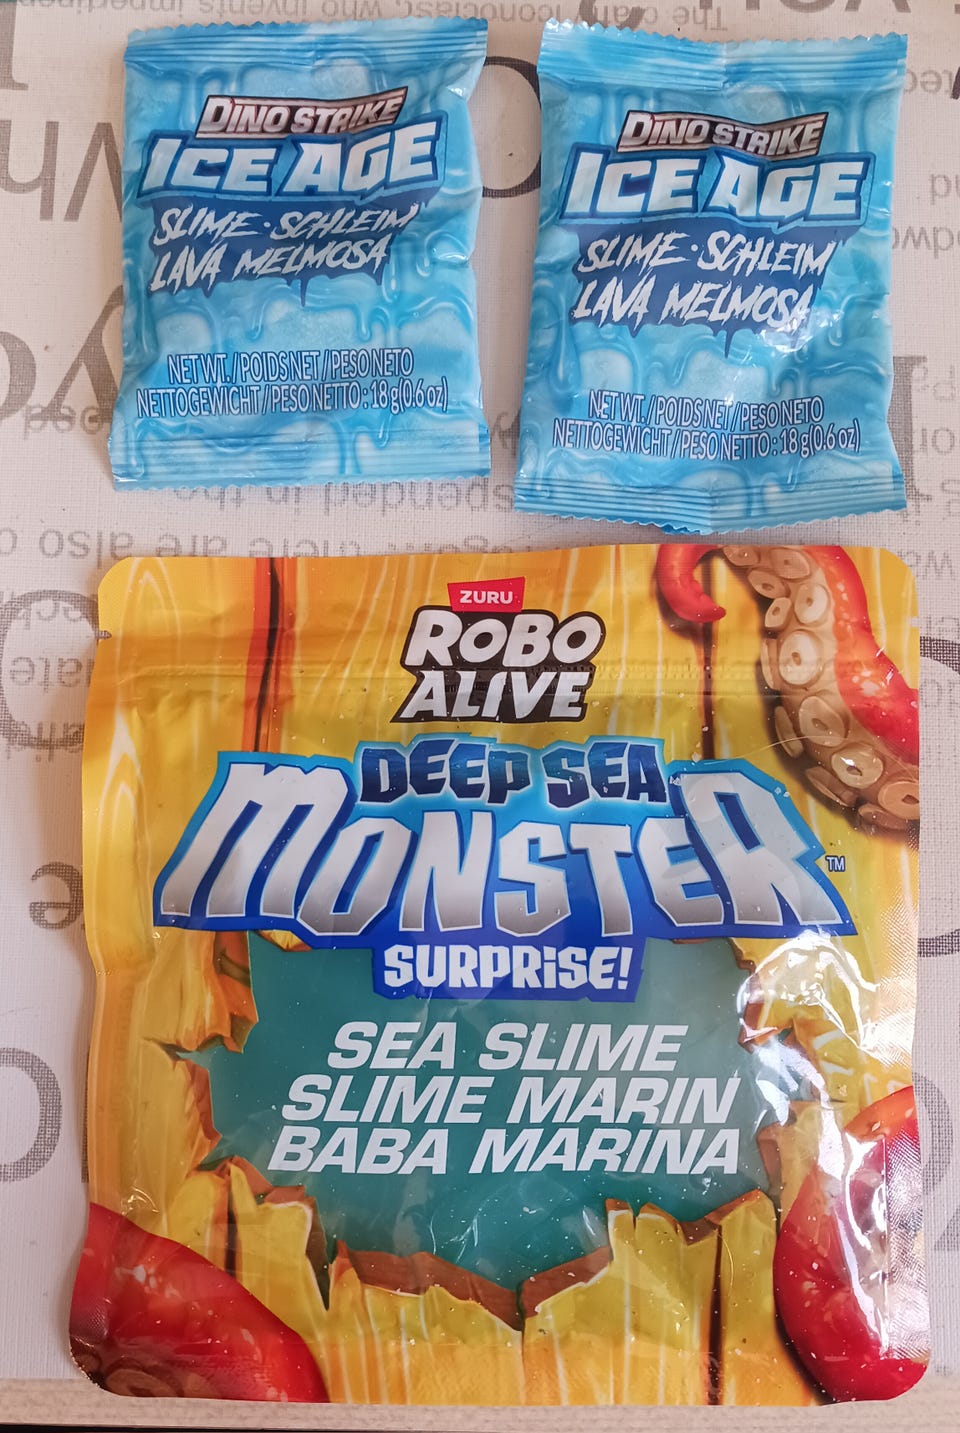 DINO STRIKE
ICE AGE
SLIME · SCHLEIM
LAVA MELMOSA
NET WT. / POIDS NET / PESO NETO
NETTOGEWICHT / PESO NETTO : 18 g (0.6 oz)
DINO STRIKE
ICE AGE
SLIME · SCHLEIM
LAVA MELMOSA
NET WT. / POIDS NET / PESO NETO
NETTOGEWICHT / PESO NETTO : 18 g (0.6 oz)
ZURU
ROBO
ALIVE
DEEP SEA
MONSTER
TM
SURPRISE!
SEA SLIME
SLIME MARIN
BABA MARINA